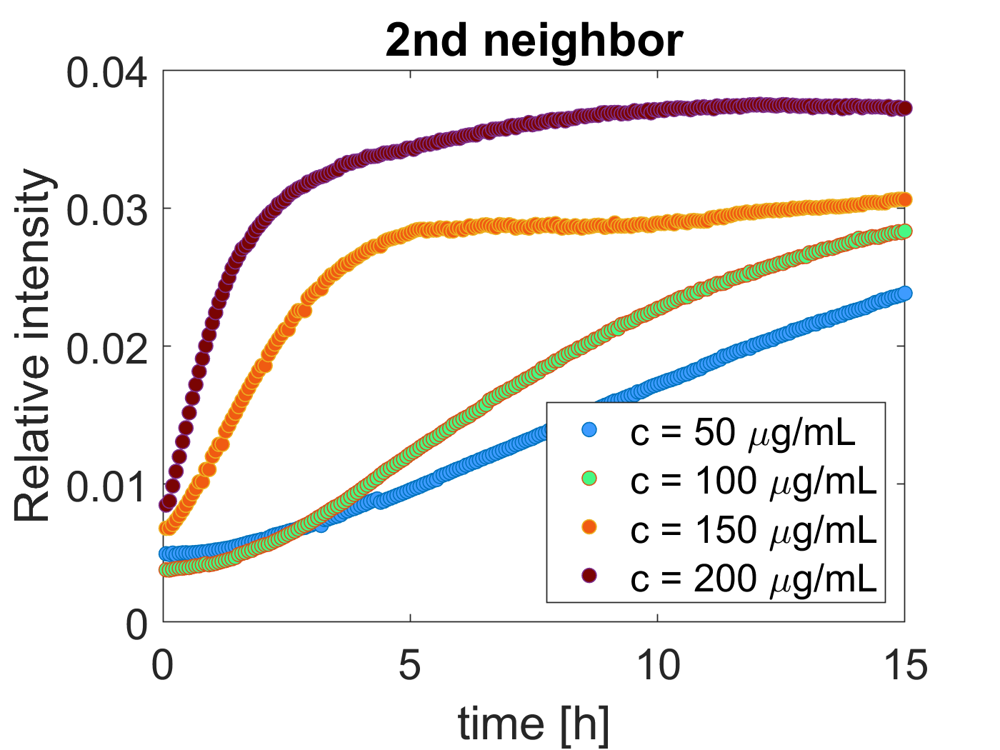 2nd neighbor
0.04
0.03
0.02
0.01
0
Relative intensity
c = 50 μg/mL
c = 100 μg/mL
c = 150 μg/mL
c = 200 μg/mL
0 5 10 15
time [h]